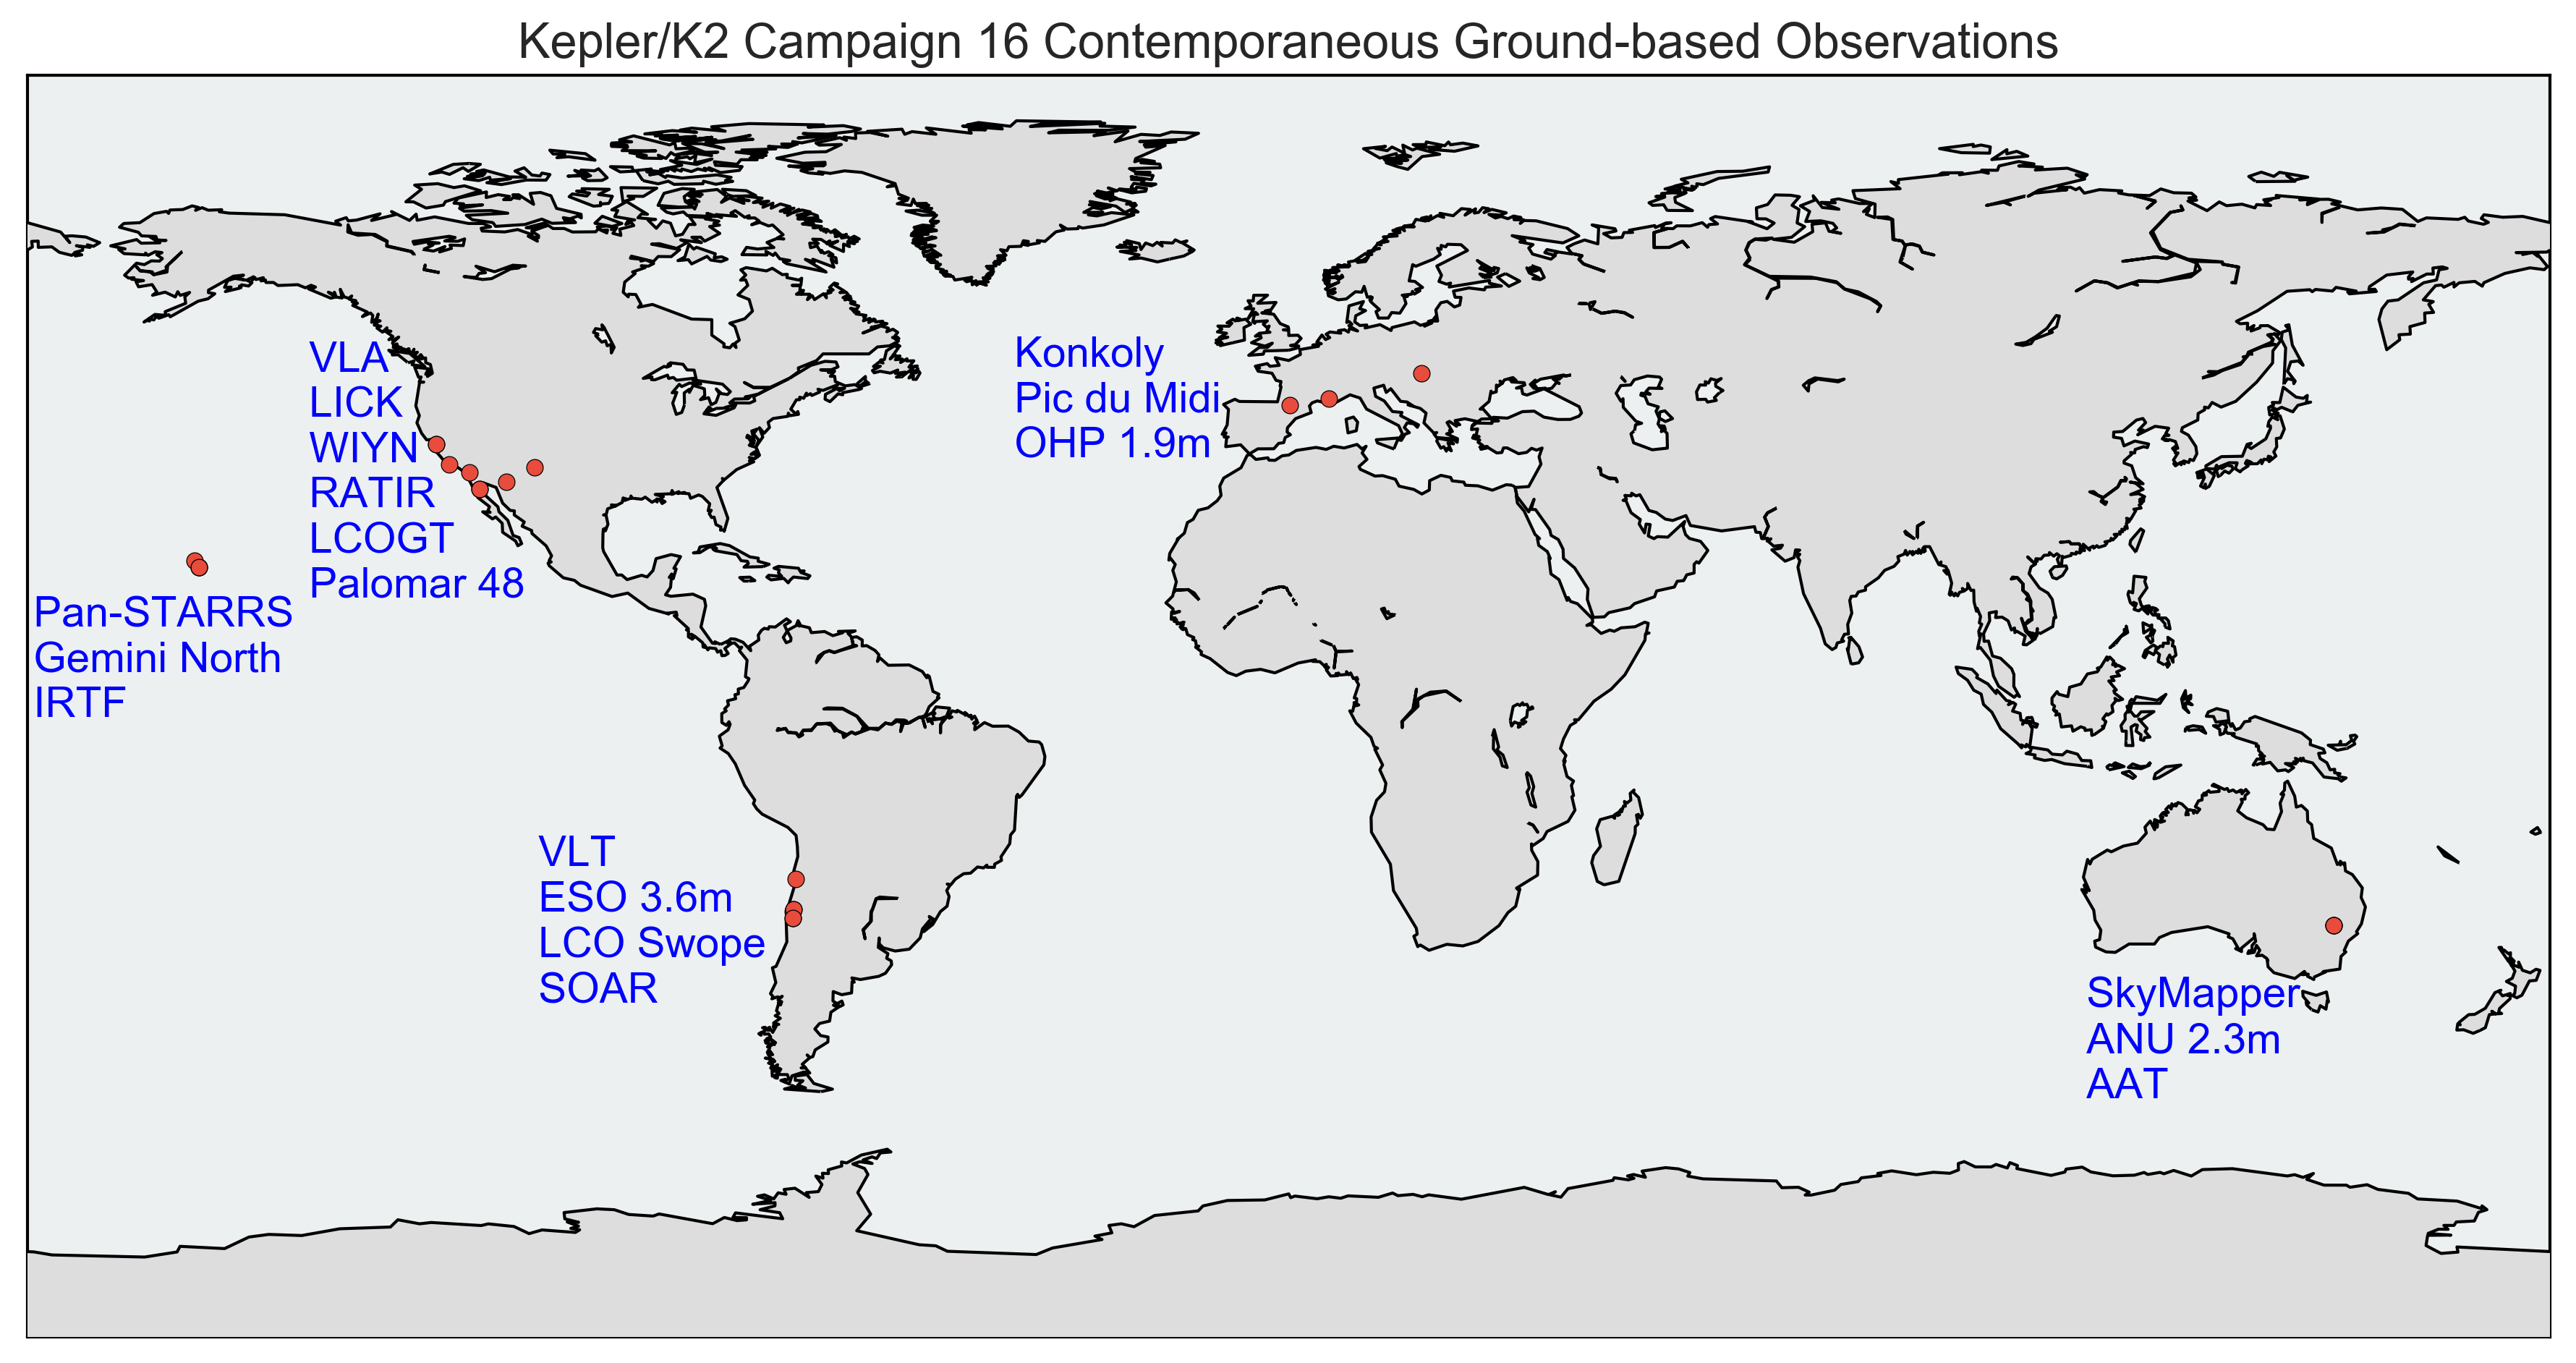 Kepler/K2 Campaign 16 Contemporaneous Ground-based Observations
VLA
LICK
WIYN
RATIR
LCOGT
Palomar 48
Konkoly
Pic du Midi
OHP 1.9m
Pan-STARRS
Gemini North
IRTF
VLT
ESO 3.6m
LCO Swope
SOAR
SkyMapper
ANU 2.3m
AAT